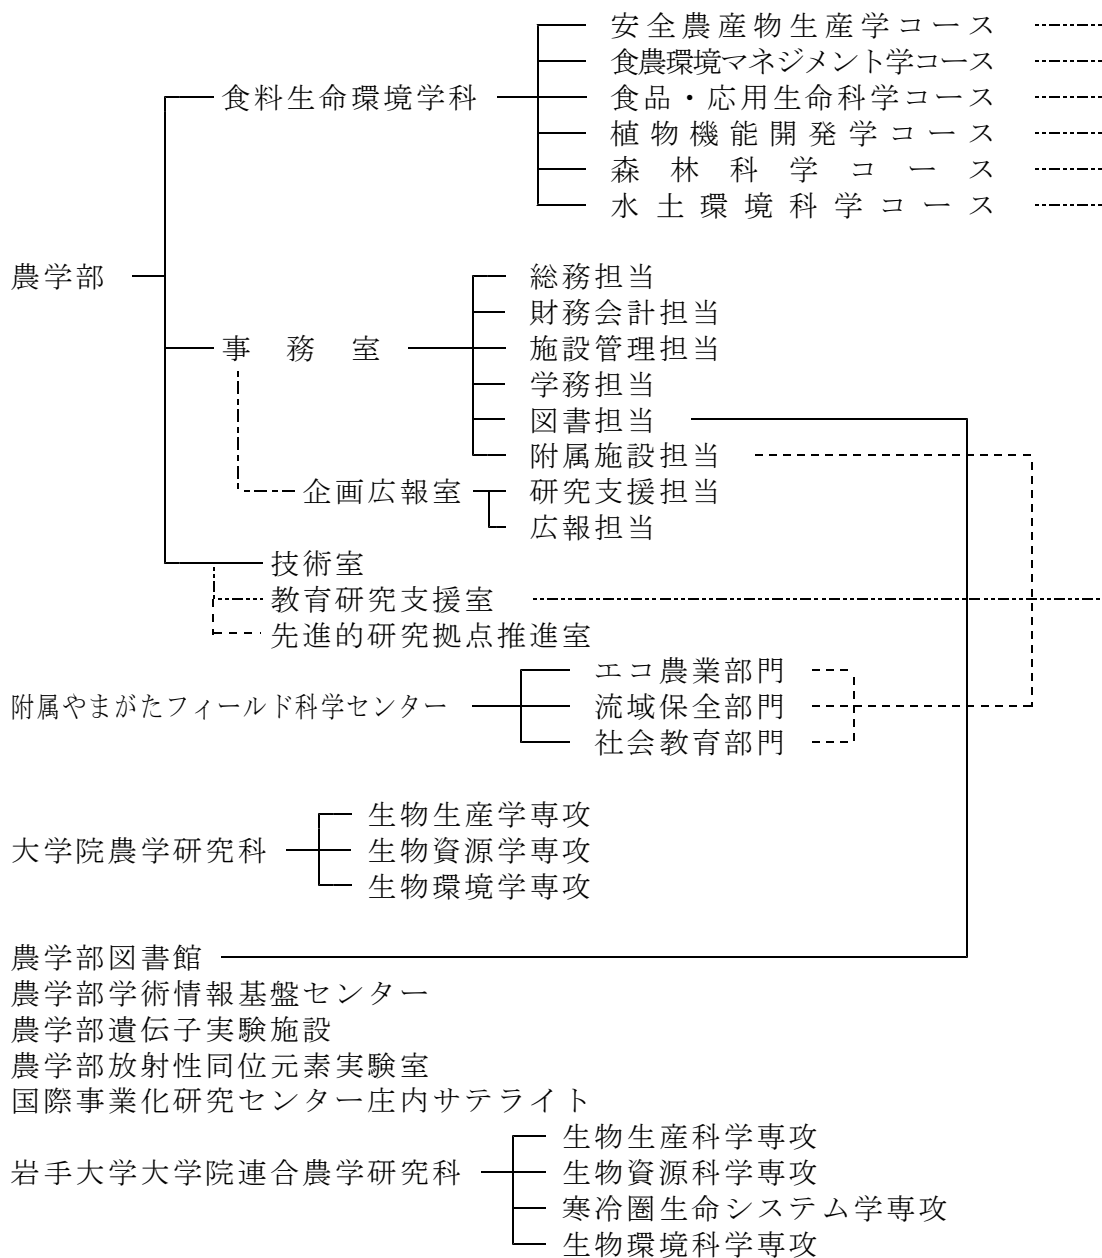 安全農産物生産学コース
食農環境マネジメント学コース
食料生命環境学科
食品・応用生命科学コース
植物機能開発学コース
森林科学コース
水土環境科学コース
農学部
総務担当
財務会計担当
事務室
施設管理担当
学務担当
図書担当
附属施設担当
企画広報室
研究支援担当
広報担当
技術室
教育研究支援室
先進的研究拠点推進室
エコ農業部門
附属やまがたフィールド科学センター
流域保全部門
社会教育部門
生物生産学専攻
大学院農学研究科
生物資源学専攻
生物環境学専攻
農学部図書館
農学部学術情報基盤センター
農学部遺伝子実験施設
農学部放射性同位元素実験室
国際事業化研究センター庄内サテライト
生物生産科学専攻
岩手大学大学院連合農学研究科
生物資源科学専攻
寒冷圏生命システム学専攻
生物環境科学専攻